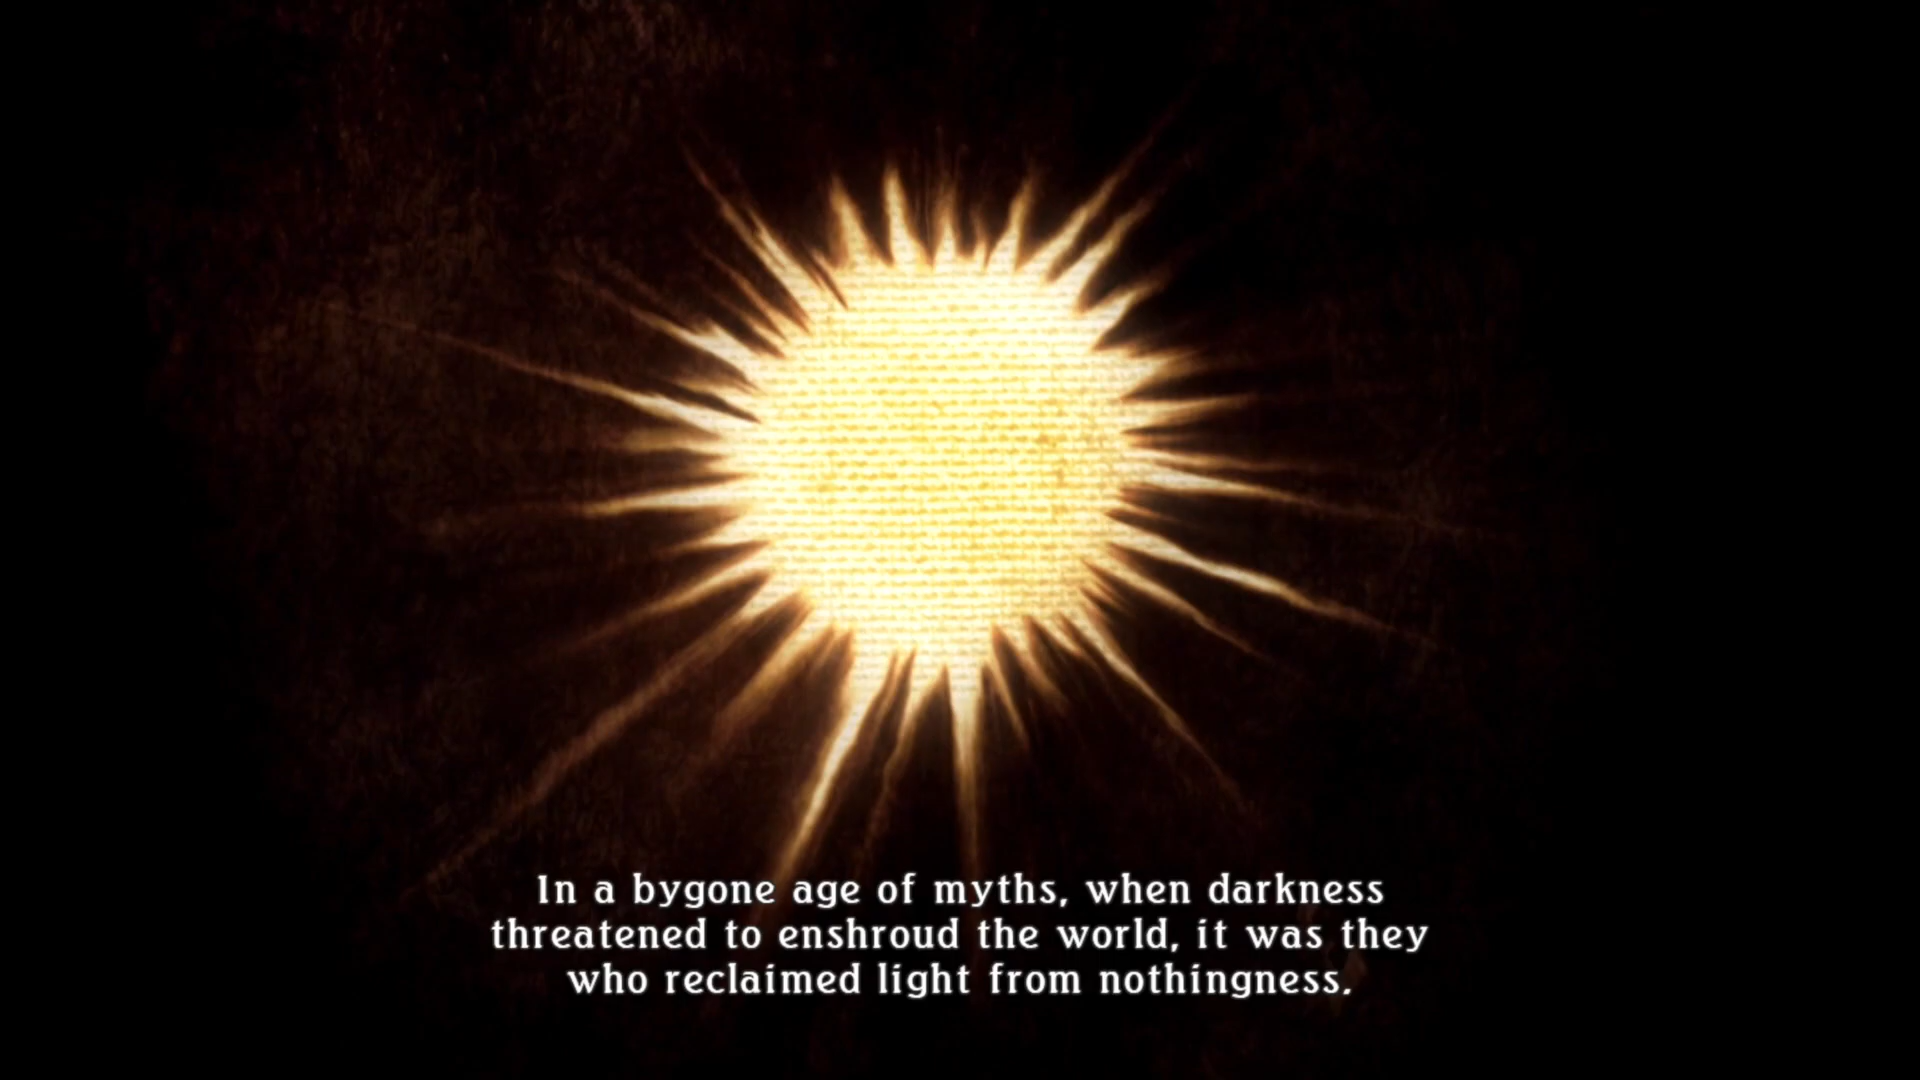 In a bygone age of myths, when darkness
threatened to enshroud the world, it was they
who reclaimed light from nothingness.